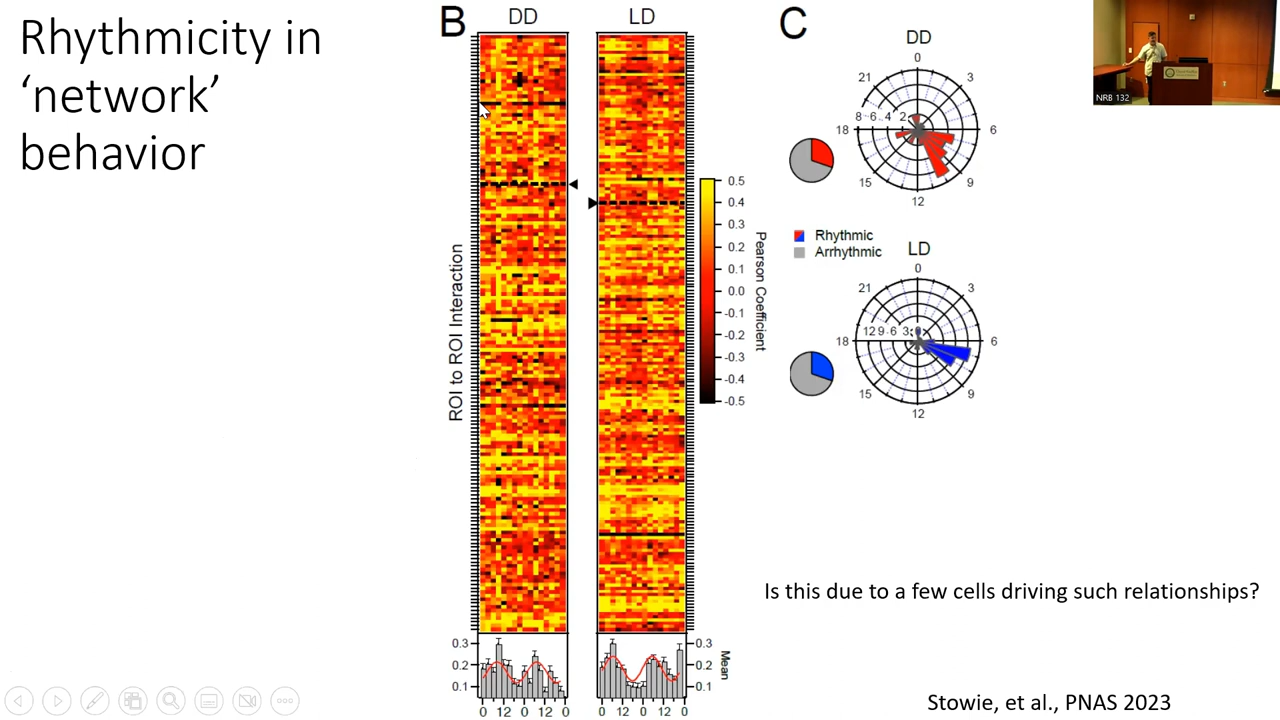 Rhythmicity in
‘network’
behavior
B
DD
LD
ROI to ROI Interaction
0.5
0.4
0.3
0.2
0.1
0.0
-0.1
-0.2
-0.3
-0.4
-0.5
Pearson Coefficient
0.3
0.2
0.1
0.3
0.2
0.1
Mean
0 12 0 12 0
0 12 0 12 0
C
DD
0
3
6
9
12
15
18
21
8 6 4 2
Rhythmic
Arrhythmic
LD
0
3
6
9
12
15
18
21
12 9 6 3 0
NRB 132
Is this due to a few cells driving such relationships?
Stowie, et al., PNAS 2023